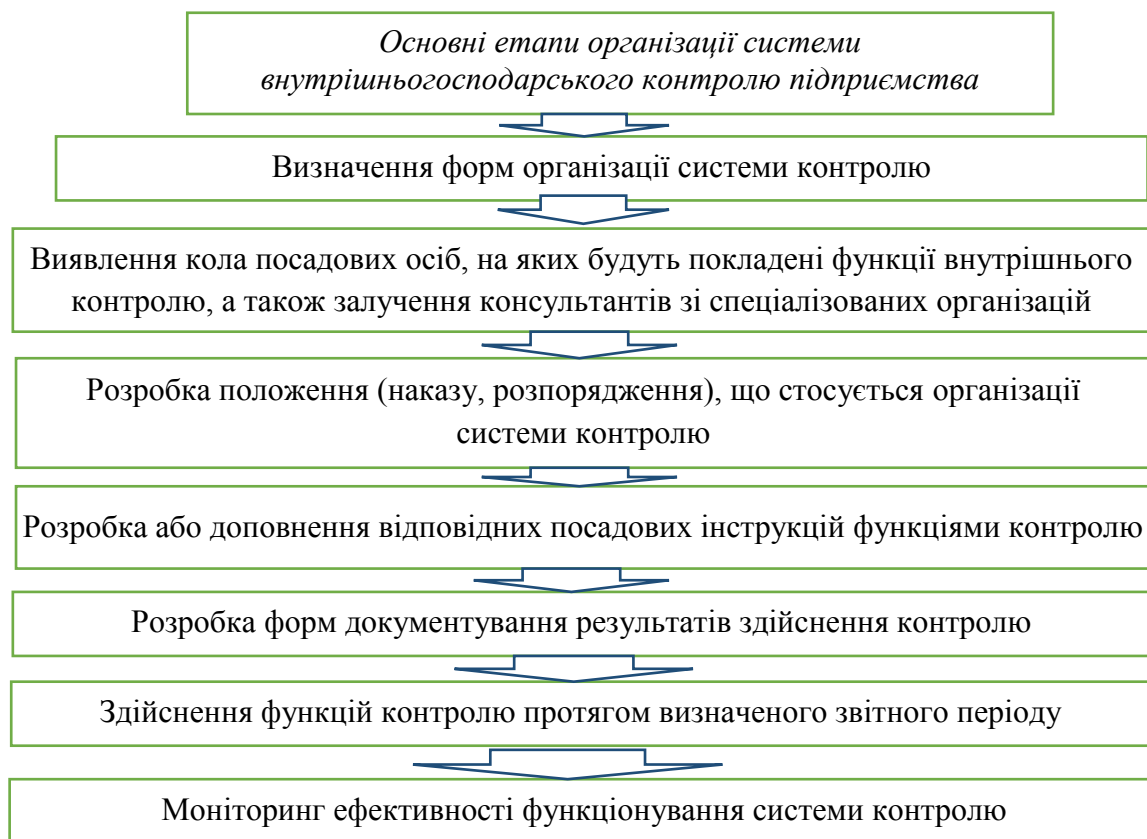 Основні етапи організації системи
внутрішньогосподарського контролю підприємства
Визначення форм організації системи контролю
Виявлення кола посадових осіб, на яких будуть покладені функції внутрішнього
контролю, а також залучення консультантів зі спеціалізованих організацій
Розробка положення (наказу, розпорядження), що стосується організації
системи контролю
Розробка або доповнення відповідних посадових інструкцій функціями контролю
Розробка форм документування результатів здійснення контролю
Здійснення функцій контролю протягом визначеного звітного періоду
Моніторинг ефективності функціонування системи контролю